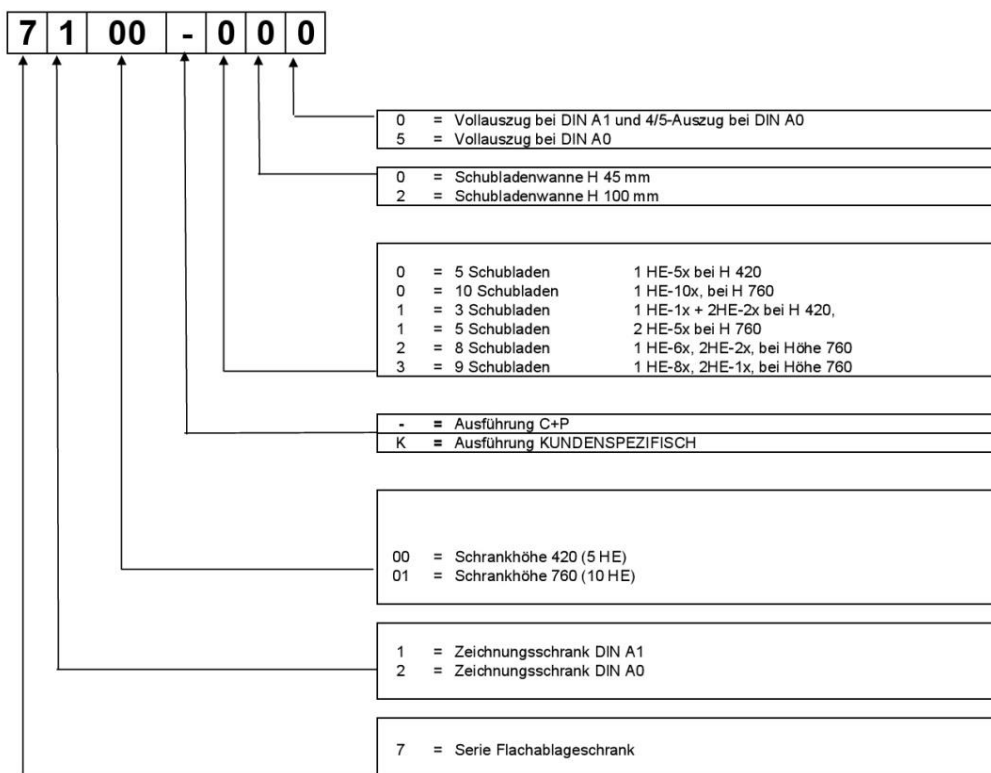 7 1 00 - 0 0 0
0 = Vollauszug bei DIN A1 und 4/5-Auszug bei DIN A0
5 = Vollauszug bei DIN A0
0 = Schubladenwanne H 45 mm
2 = Schubladenwanne H 100 mm
0 = 5 Schubladen 1 HE-5x bei H 420
0 = 10 Schubladen 1 HE-10x, bei H 760
1 = 3 Schubladen 1 HE-1x + 2HE-2x bei H 420,
1 = 5 Schubladen 2 HE-5x bei H 760
2 = 8 Schubladen 1 HE-6x, 2HE-2x, bei Höhe 760
3 = 9 Schubladen 1 HE-8x, 2HE-1x, bei Höhe 760
- = Ausführung C+P
K = Ausführung KUNDENSPEZIFISCH
00 = Schrankhöhe 420 (5 HE)
01 = Schrankhöhe 760 (10 HE)
1 = Zeichnungsschrank DIN A1
2 = Zeichnungsschrank DIN A0
7 = Serie Flachablageschrank